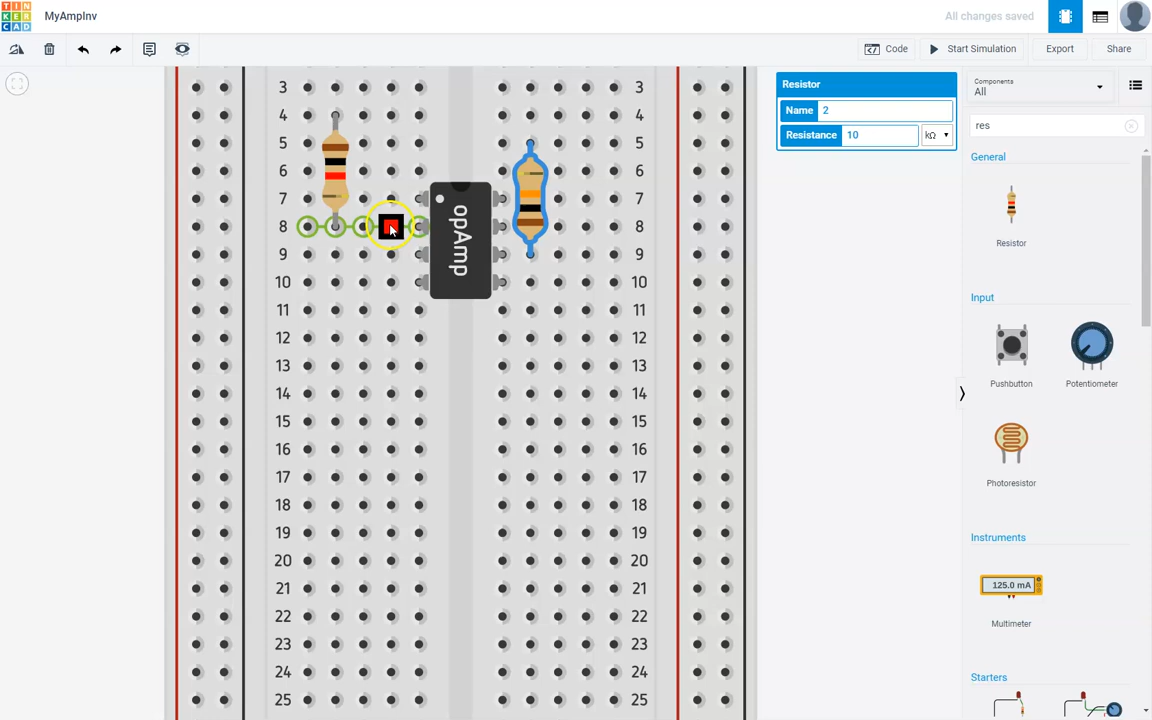 TIN
KER
CAD
MyAmpInv
All changes saved
Code
Start Simulation
Export
Share
3 3
4 4
5 5
6 6
7 7
8 8
9 9
10 10
11 11
12 12
13 13
14 14
15 15
16 16
17 17
18 18
19 19
20 20
21 21
22 22
23 23
24 24
25 25
opAmp
Resistor
Name 2
Resistance 10 kΩ
Components
All
res
General
Resistor
Input
Pushbutton Potentiometer
Photoresistor
Instruments
125.0 mA
Multimeter
Starters